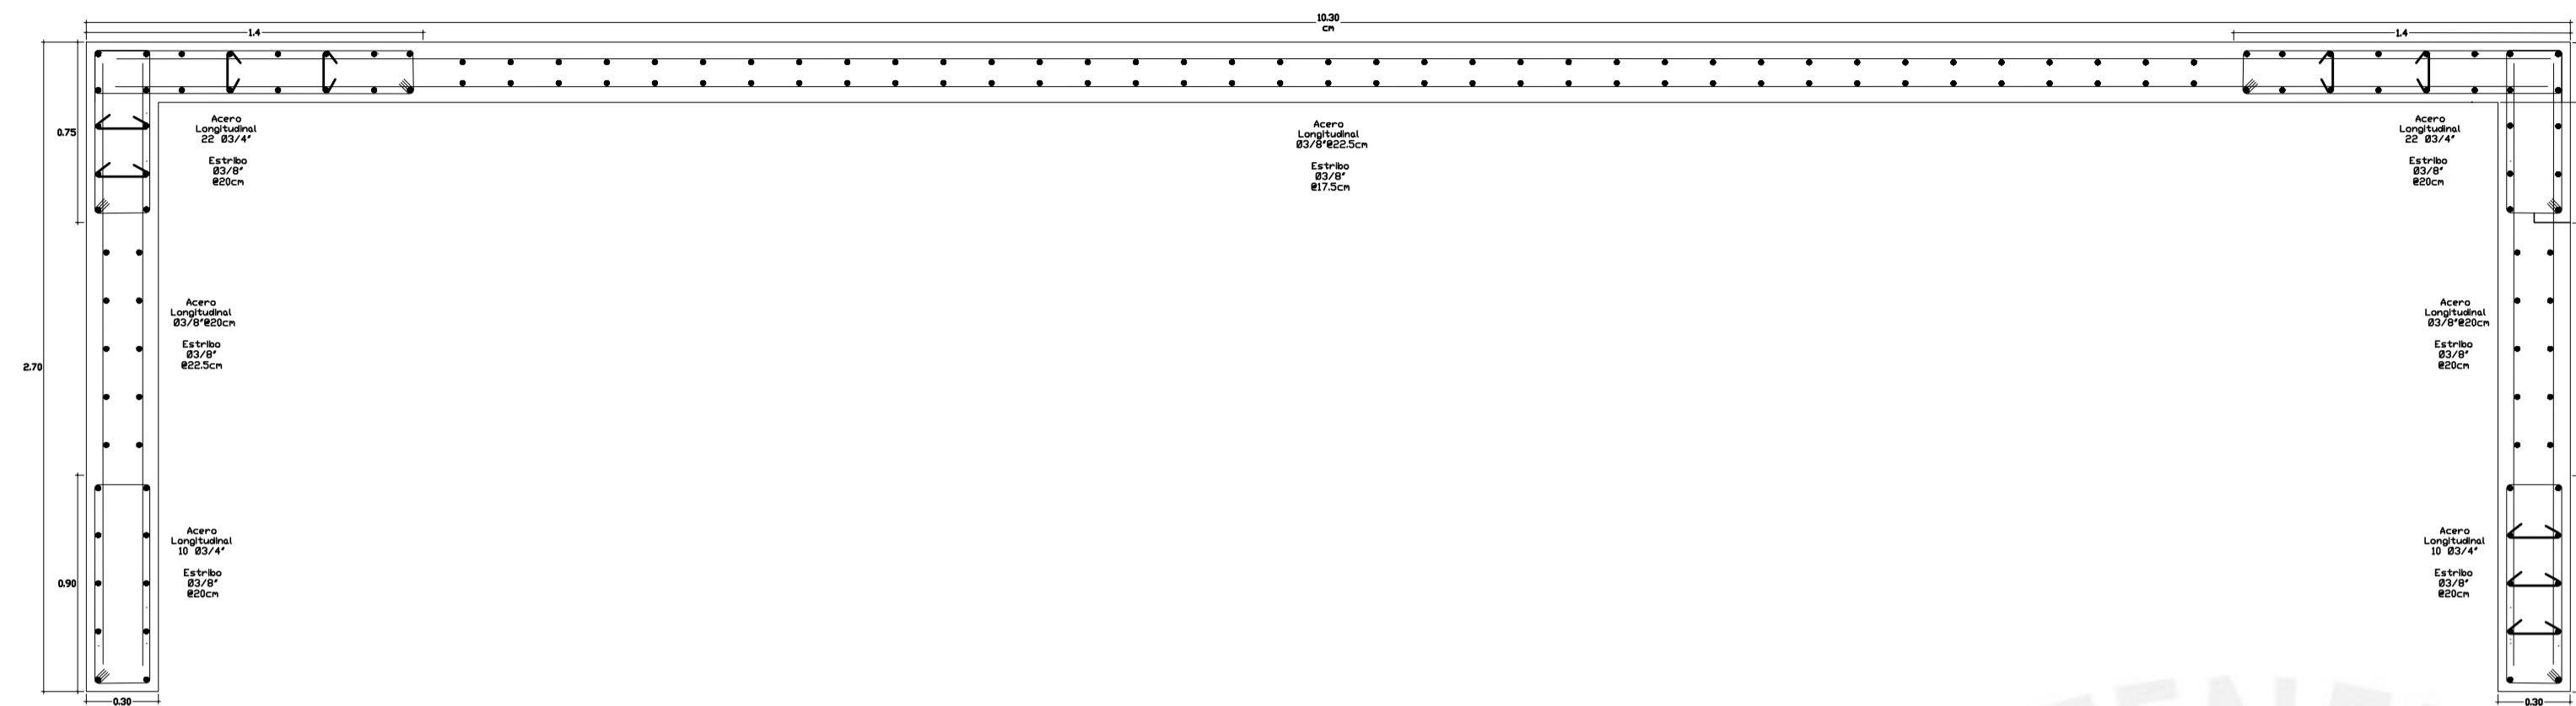 10.30
cm
1.4
1.4
0.75
Acero
Longitudinal
22 Ø3/4"
Estribo
Ø3/8"
@20cm
Acero
Longitudinal
Ø3/8"@22.5cm
Estribo
Ø3/8"
@17.5cm
Acero
Longitudinal
22 Ø3/4"
Estribo
Ø3/8"
@20cm
2.70
Acero
Longitudinal
Ø3/8"@20cm
Estribo
Ø3/8"
@22.5cm
Acero
Longitudinal
Ø3/8"@20cm
Estribo
Ø3/8"
@20cm
0.90
Acero
Longitudinal
10 Ø3/4"
Estribo
Ø3/8"
@20cm
Acero
Longitudinal
10 Ø3/4"
Estribo
Ø3/8"
@20cm
0.30
0.30